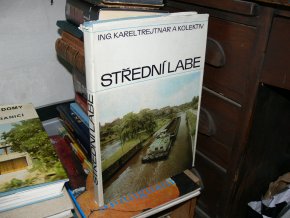 ING. KAREL TREJTNAR A KOLEKTIV
STŘEDNÍ LABE
STŘEDNÍ LABE
DOMY